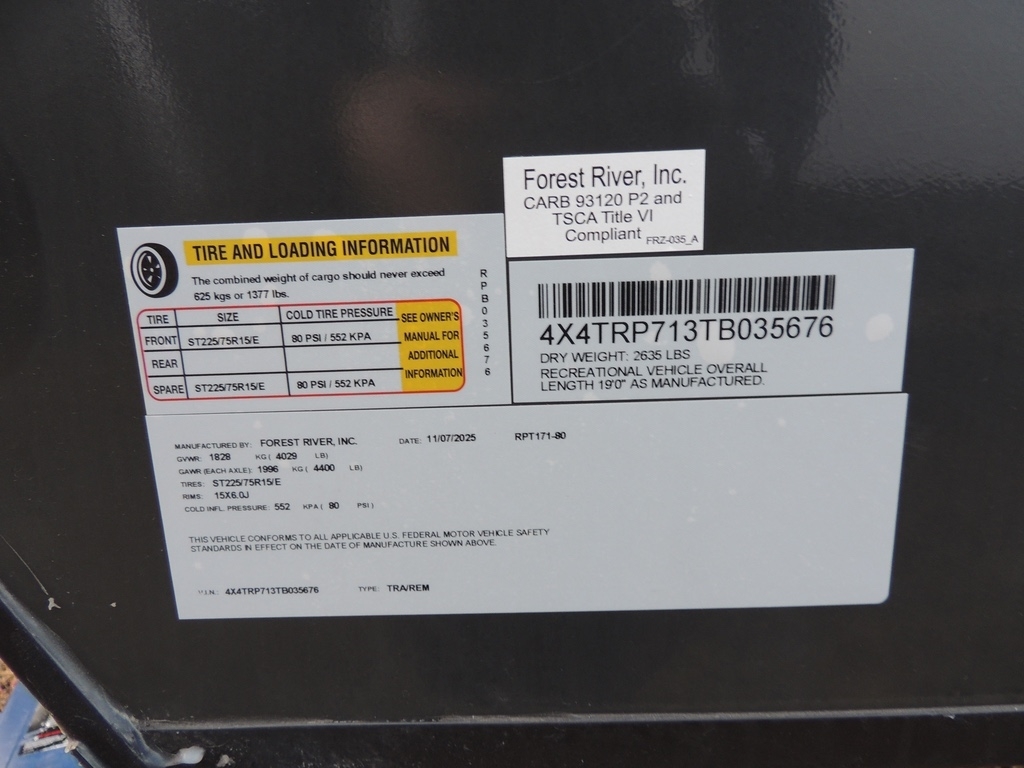 Forest River, Inc.
CARB 93120 P2 and
TSCA Title VI
Compliant FRZ-035_A
TIRE AND LOADING INFORMATION
The combined weight of cargo should never exceed
625 kgs or 1377 lbs.
TIRE SIZE COLD TIRE PRESSURE
FRONT ST225/75R15/E 80 PSI / 552 KPA
REAR
SPARE ST225/75R15/E 80 PSI / 552 KPA
SEE OWNER'S
MANUAL FOR
ADDITIONAL
INFORMATION
RPB035676
4X4TRP713TB035676
DRY WEIGHT: 2635 LBS
RECREATIONAL VEHICLE OVERALL
LENGTH 19'0" AS MANUFACTURED.
MANUFACTURED BY: FOREST RIVER, INC. DATE: 11/07/2025 RPT171-80
GVWR: 1828 KG ( 4029 LB)
GAWR (EACH AXLE): 1996 KG ( 4400 LB)
TIRES: ST225/75R15/E
RIMS: 15X6.0J
COLD INFL. PRESSURE: 552 KPA ( 80 PSI )
THIS VEHICLE CONFORMS TO ALL APPLICABLE U.S. FEDERAL MOTOR VEHICLE SAFETY
STANDARDS IN EFFECT ON THE DATE OF MANUFACTURE SHOWN ABOVE.
V.I.N.: 4X4TRP713TB035676 TYPE: TRA/REM